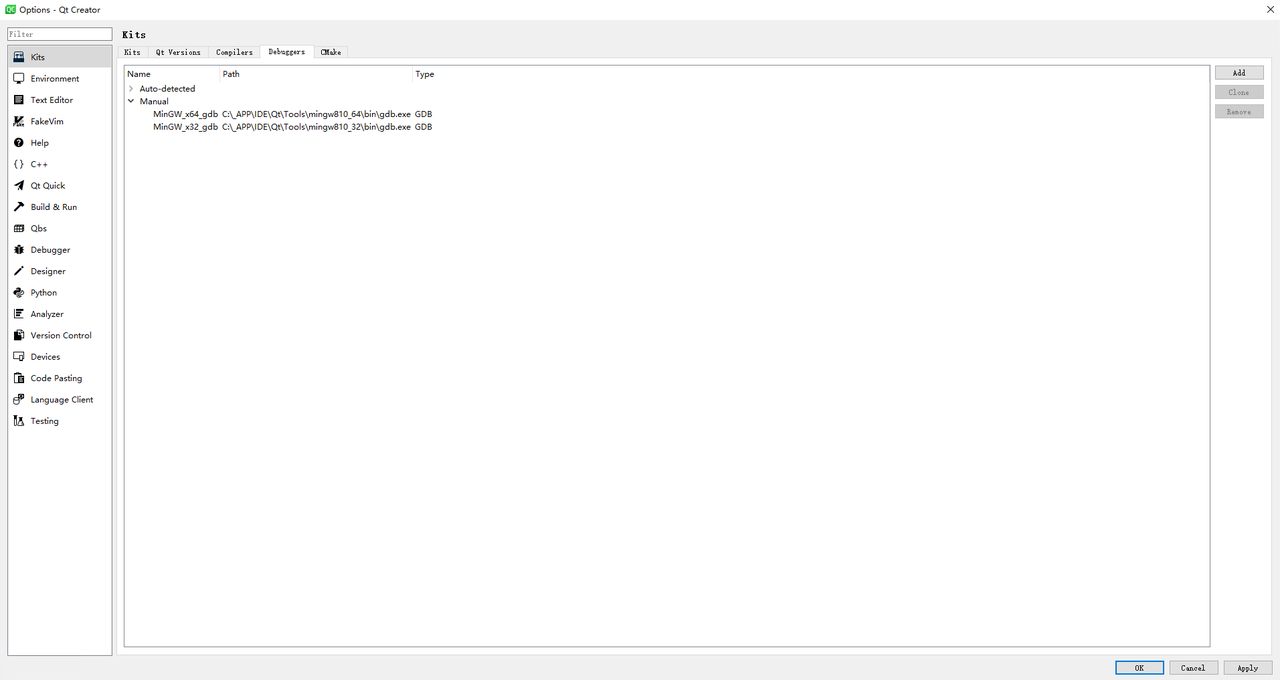 Options - Qt Creator
Filter
Kits
Environment
Text Editor
FakeVim
Help
{} C++
Qt Quick
Build & Run
Qbs
Debugger
Designer
Python
Analyzer
Version Control
Devices
Code Pasting
Language Client
Testing
Kits
Kits Qt Versions Compilers Debuggers CMake
Name Path Type
Auto-detected
Manual
MinGW_x64_gdb C:\_APP\IDE\Qt\Tools\mingw810_64\bin\gdb.exe GDB
MinGW_x32_gdb C:\_APP\IDE\Qt\Tools\mingw810_32\bin\gdb.exe GDB
Add
Clone
Remove
OK Cancel Apply